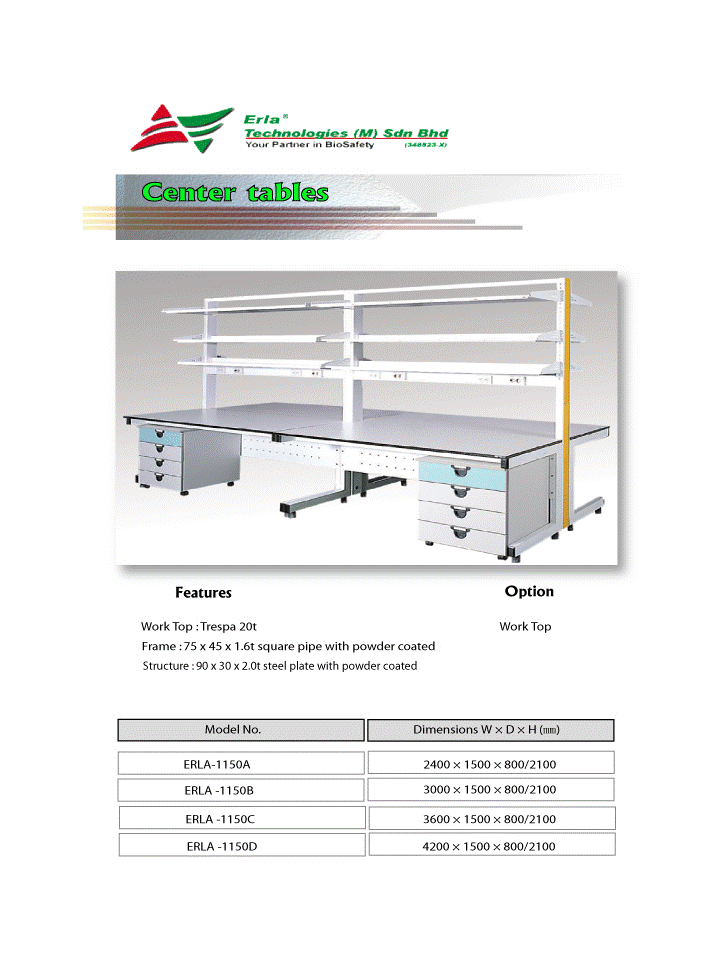 Erla®
Technologies (M) Sdn Bhd
Your Partner in BioSafety (348523-X)
Center tables
Features Option
Work Top : Trespa 20t Work Top
Frame : 75 x 45 x 1.6t square pipe with powder coated
Structure : 90 x 30 x 2.0t steel plate with powder coated
Model No. Dimensions W × D × H (㎜)
ERLA-1150A 2400 × 1500 × 800/2100
ERLA -1150B 3000 × 1500 × 800/2100
ERLA -1150C 3600 × 1500 × 800/2100
ERLA -1150D 4200 × 1500 × 800/2100